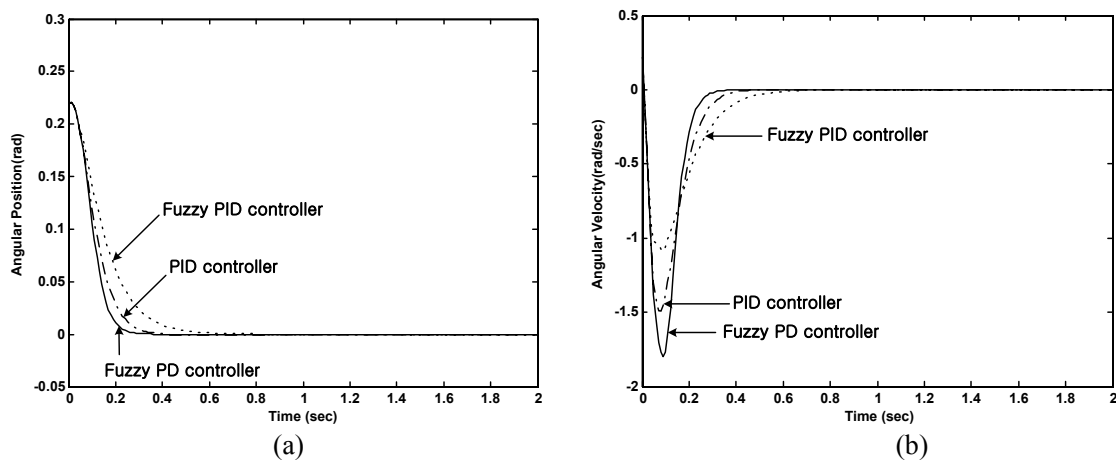 0.3
0.25
0.2
0.15
0.1
0.05
0
-0.05
Angular Position(rad)
Fuzzy PID controller
PID controller
Fuzzy PD controller
0 0.2 0.4 0.6 0.8 1 1.2 1.4 1.6 1.8 2
Time (sec)
(a)
0.5
0
-0.5
-1
-1.5
-2
Angular Velocity(rad/sec)
Fuzzy PID controller
PID controller
Fuzzy PD controller
0 0.2 0.4 0.6 0.8 1 1.2 1.4 1.6 1.8 2
Time (sec)
(b)